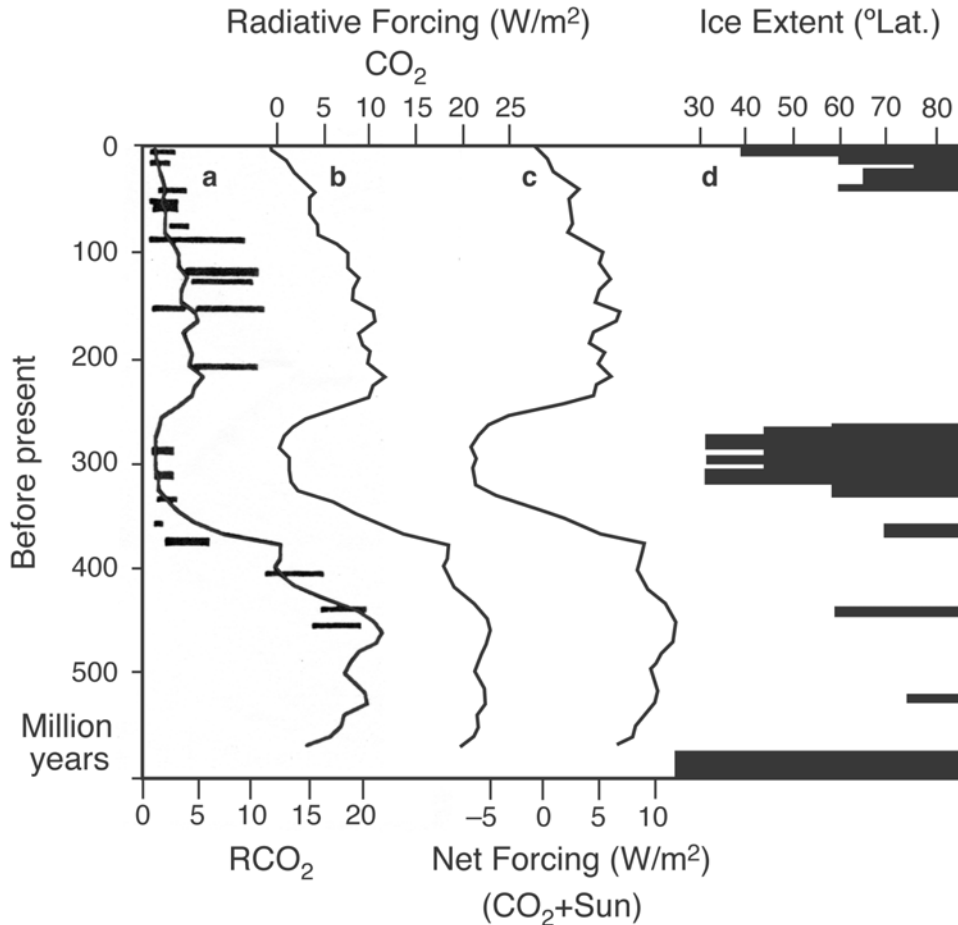 Radiative Forcing (W/m²) Ice Extent (ºLat.)
CO₂
0 5 10 15 20 25 30 40 50 60 70 80
0
a b c d
100
200
300
400
500
Before present
Million
years
0 5 10 15 20 –5 0 5 10
RCO₂ Net Forcing (W/m²)
(CO₂+Sun)